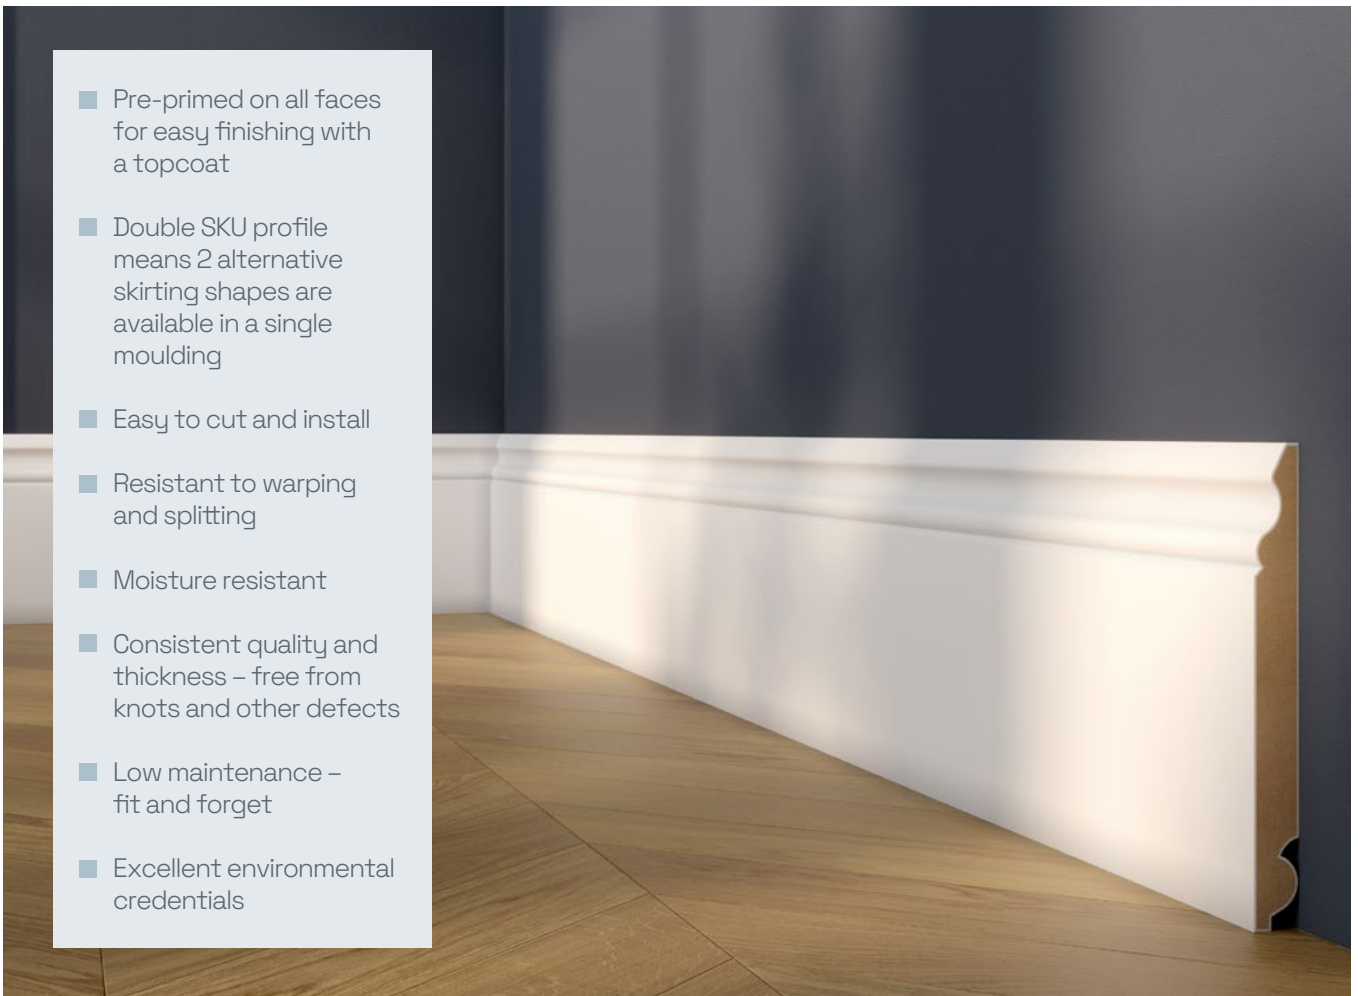 Pre-primed on all faces
for easy finishing with
a topcoat
Double SKU profile
means 2 alternative
skirting shapes are
available in a single
moulding
Easy to cut and install
Resistant to warping
and splitting
Moisture resistant
Consistent quality and
thickness – free from
knots and other defects
Low maintenance –
fit and forget
Excellent environmental
credentials